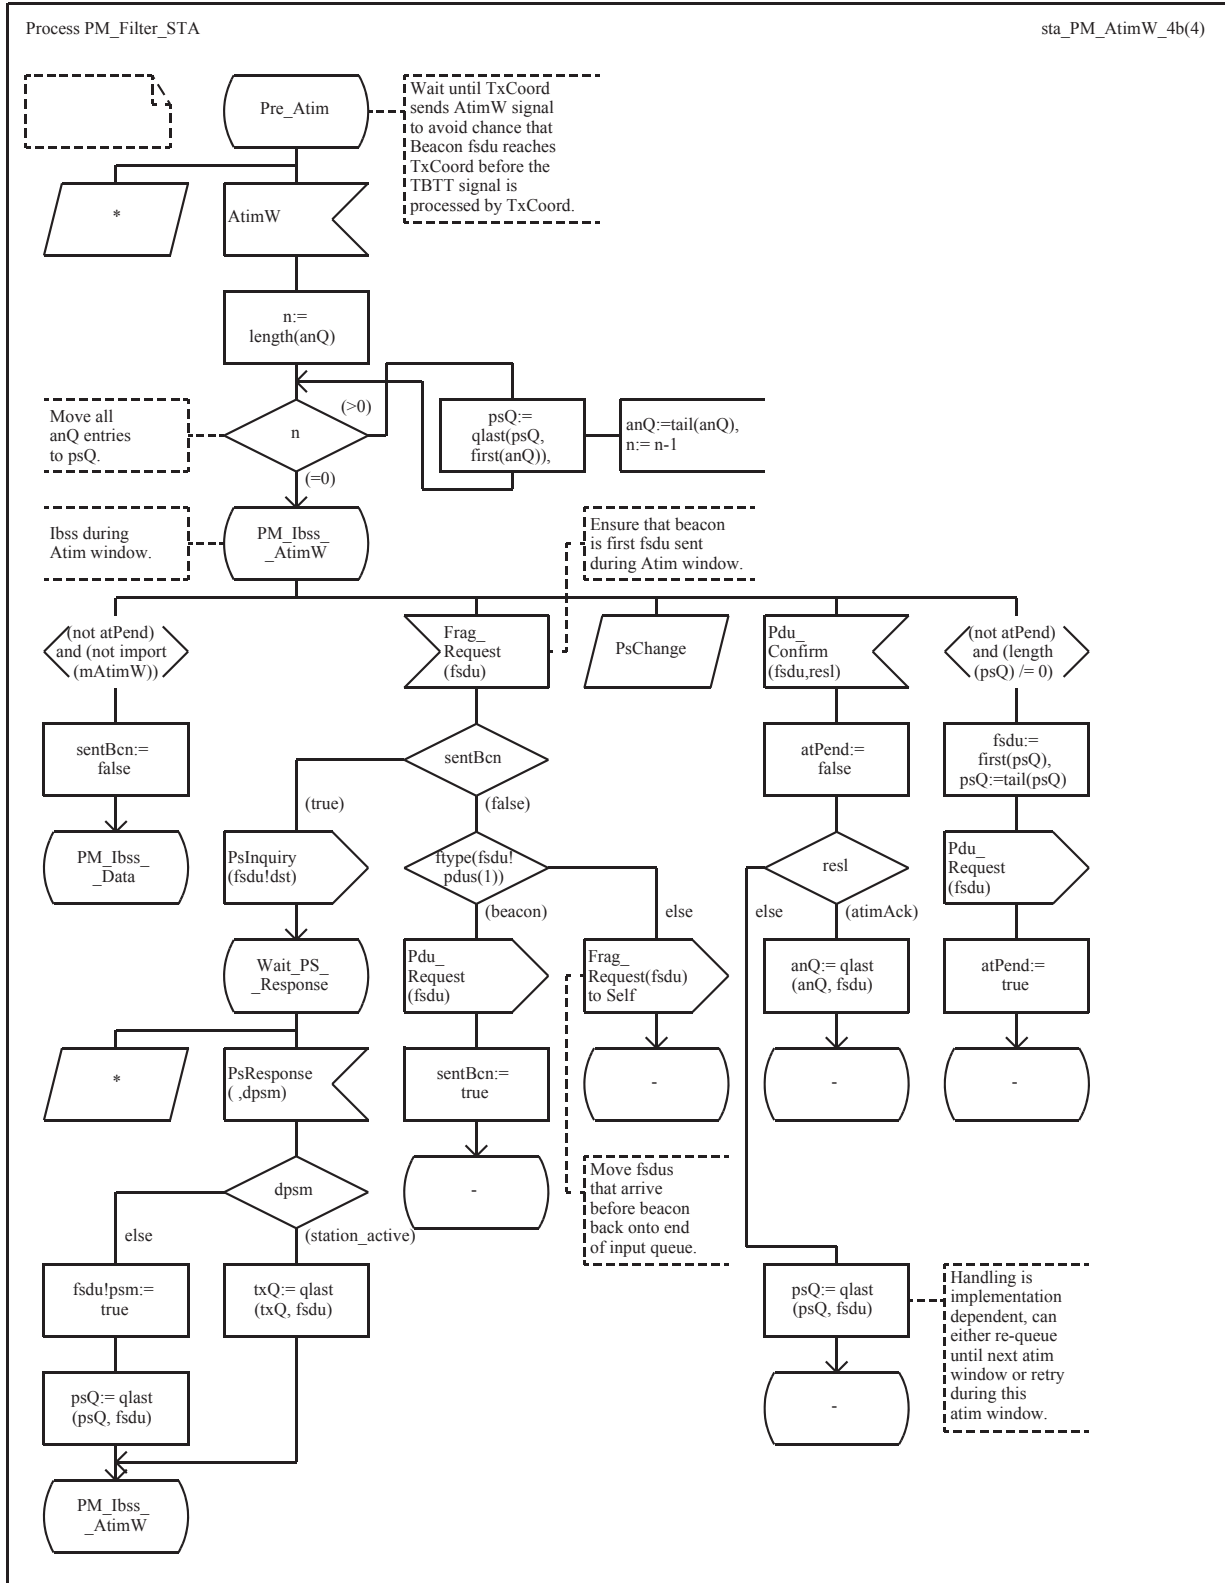 Process PM_Filter_STA
sta_PM_AtimW_4b(4)
Pre_Atim
Wait until TxCoord
sends AtimW signal
to avoid chance that
Beacon fsdu reaches
TxCoord before the
TBTT signal is
processed by TxCoord.
*
AtimW
n:=
length(anQ)
Move all
anQ entries
to psQ.
n
(>0)
(=0)
psQ:=
qlast(psQ,
first(anQ)),
anQ:=tail(anQ),
n:= n-1
Ibss during
Atim window.
PM_Ibss_
_AtimW
Ensure that beacon
is first fsdu sent
during Atim window.
(not atPend)
and (not import
(mAtimW))
Frag_
Request
(fsdu)
PsChange
Pdu_
Confirm
(fsdu,resl)
(not atPend)
and (length
(psQ) /= 0)
sentBcn:=
false
sentBcn
atPend:=
false
fsdu:=
first(psQ),
psQ:=tail(psQ)
(true)
(false)
PM_Ibss_
_Data
PsInquiry
(fsdu!dst)
ftype(fsdu!
pdus(1))
(beacon)
else
resl
else
(atimAck)
Pdu_
Request
(fsdu)
Wait_PS_
_Response
Pdu_
Request
(fsdu)
Frag_
Request(fsdu)
to Self
anQ:= qlast
(anQ, fsdu)
atPend:=
true
*
PsResponse
( ,dpsm)
sentBcn:=
true
-
-
-
dpsm
else
(station_active)
-
Move fsdus
that arrive
before beacon
back onto end
of input queue.
fsdu!psm:=
true
txQ:= qlast
(txQ, fsdu)
psQ:= qlast
(psQ, fsdu)
Handling is
implementation
dependent, can
either re-queue
until next atim
window or retry
during this
atim window.
psQ:= qlast
(psQ, fsdu)
-
PM_Ibss_
_AtimW